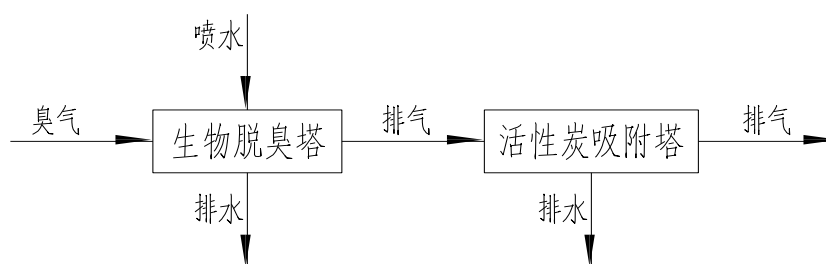 喷水
臭气
生物脱臭塔
排气
活性炭吸附塔
排气
排水
排水